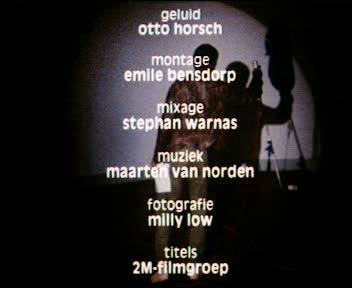 geluid
otto horsch
montage
emile bensdorp
mixage
stephan warnas
muziek
maarten van norden
fotografie
milly low
titels
2M-filmgroep